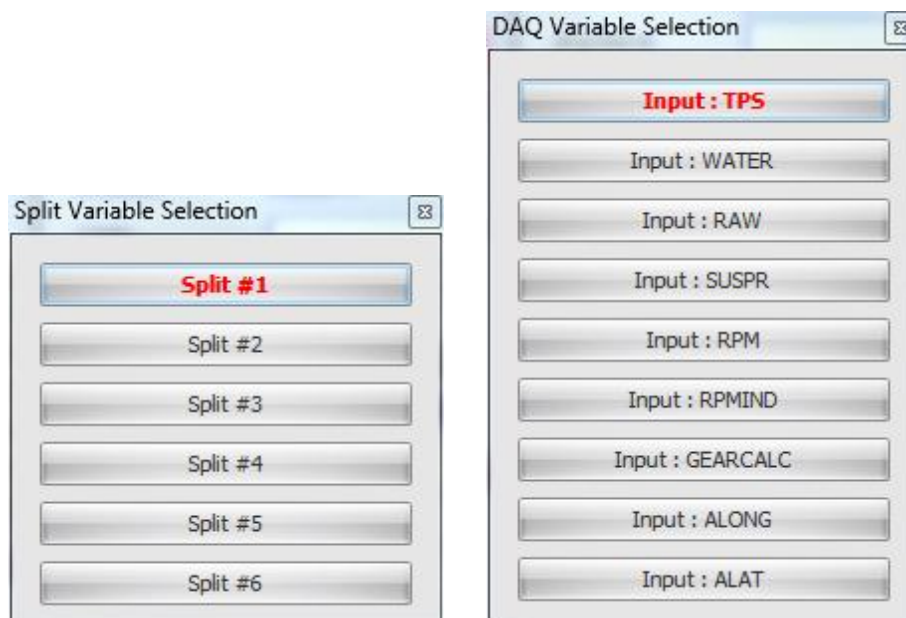 Split Variable Selection
Split #1
Split #2
Split #3
Split #4
Split #5
Split #6
DAQ Variable Selection
Input : TPS
Input : WATER
Input : RAW
Input : SUSPR
Input : RPM
Input : RPMIND
Input : GEARCALC
Input : ALONG
Input : ALAT